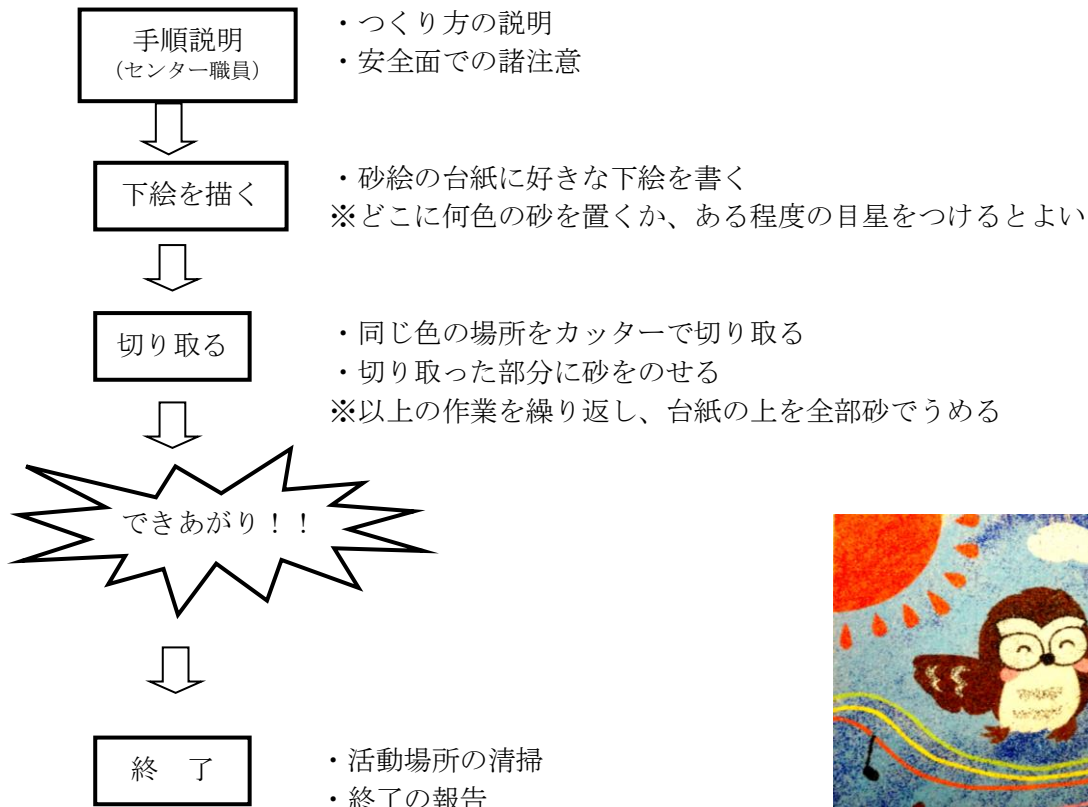 手順説明
(センター職員)
・つくり方の説明
・安全面での諸注意
下絵を描く
・砂絵の台紙に好きな下絵を書く
※どこに何色の砂を置くか、ある程度の目星をつけるとよい
切り取る
・同じ色の場所をカッターで切り取る
・切り取った部分に砂をのせる
※以上の作業を繰り返し、台紙の上を全部砂でうめる
できあがり！！
終　了
・活動場所の清掃
・終了の報告